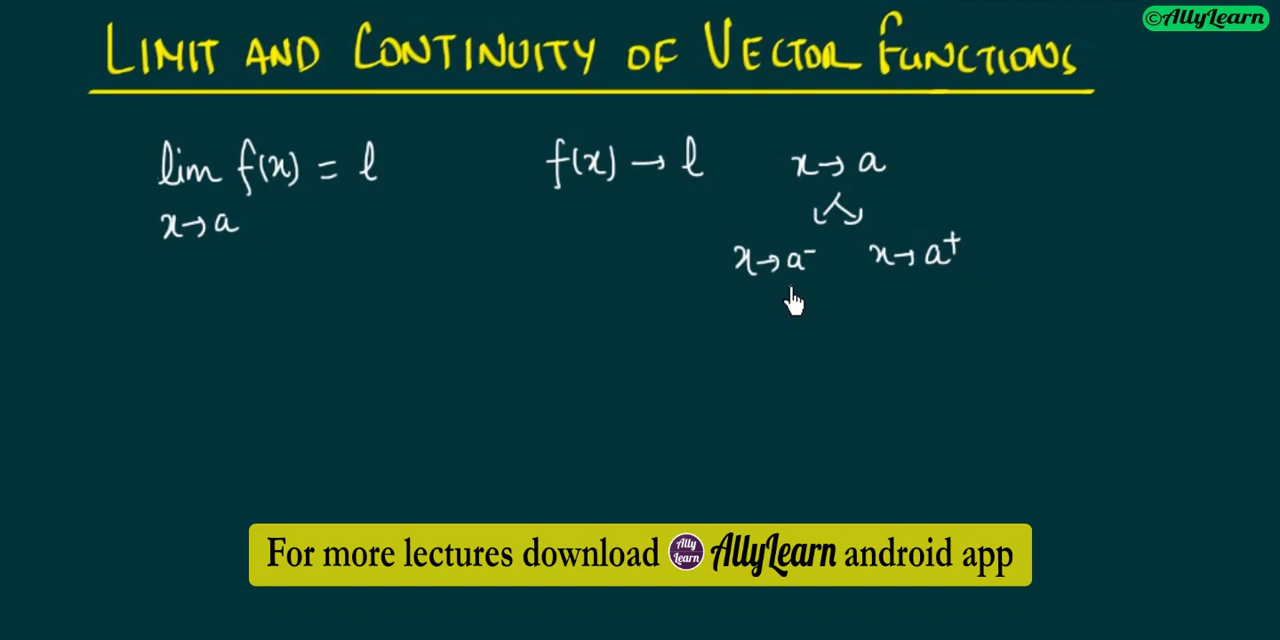 ©AllyLearn
LIMIT AND CONTINUITY OF VECTOR FUNCTIONS
lim f(x) = l f(x) → l x → a
x → a
x → a⁻ x → a⁺
For more lectures download Ally Learn AllyLearn android app